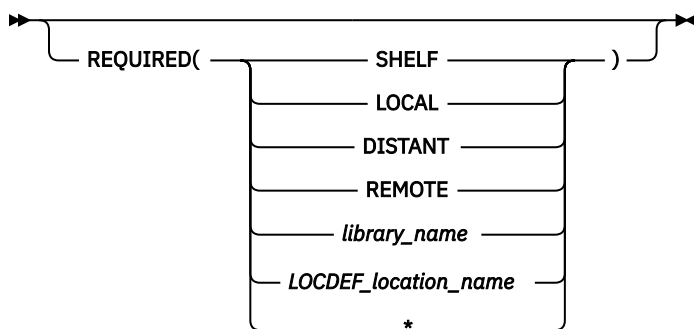 REQUIRED( SHELF )
LOCAL
DISTANT
REMOTE
library_name
LOCDEF_location_name
*